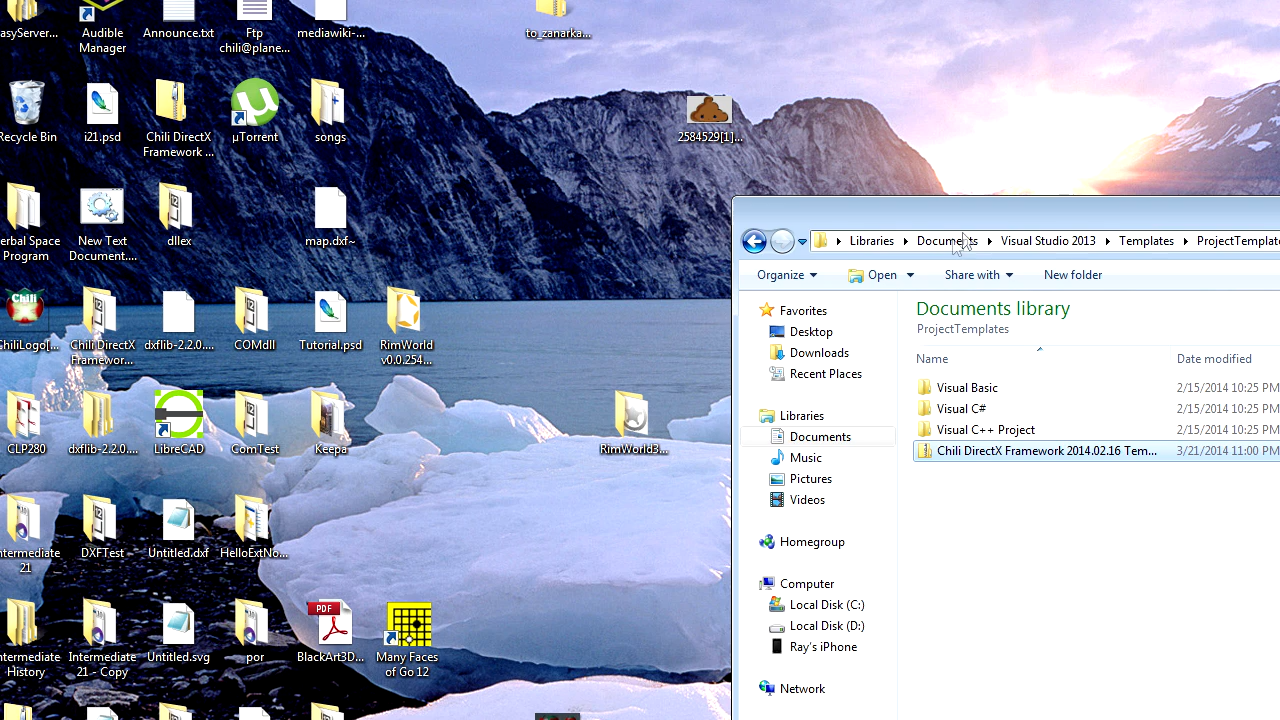 asyServer...
Audible
Manager
Announce.txt
Ftp
chili@plane...
mediawiki-...
to_zanarka...
Recycle Bin
i21.psd
Chili DirectX
Framework ...
µTorrent
songs
2584529[1]...
erbal Space
Program
New Text
Document....
dllex
map.dxf~
Chili
ChiliLogo[...
Chili DirectX
Framewor...
dxflib-2.2.0....
COMdll
Tutorial.psd
RimWorld
v0.0.254...
CLP280
dxflib-2.2.0....
LibreCAD
ComTest
Keepa
RimWorld3...
ntermediate
21
DXFTest
Untitled.dxf
HelloExtNo...
ntermediate
History
Intermediate
21 - Copy
Untitled.svg
por
PDF
BlackArt3D...
Many Faces
of Go 12
Libraries
Documents
Visual Studio 2013
Templates
ProjectTemplate
Organize
Open
Share with
New folder
Favorites
Desktop
Downloads
Recent Places
Libraries
Documents
Music
Pictures
Videos
Homegroup
Computer
Local Disk (C:)
Local Disk (D:)
Ray's iPhone
Network
Documents library
ProjectTemplates
Name
Date modified
Visual Basic
2/15/2014 10:25 PM
Visual C#
2/15/2014 10:25 PM
Visual C++ Project
2/15/2014 10:25 PM
Chili DirectX Framework 2014.02.16 Tem...
3/21/2014 11:00 PM